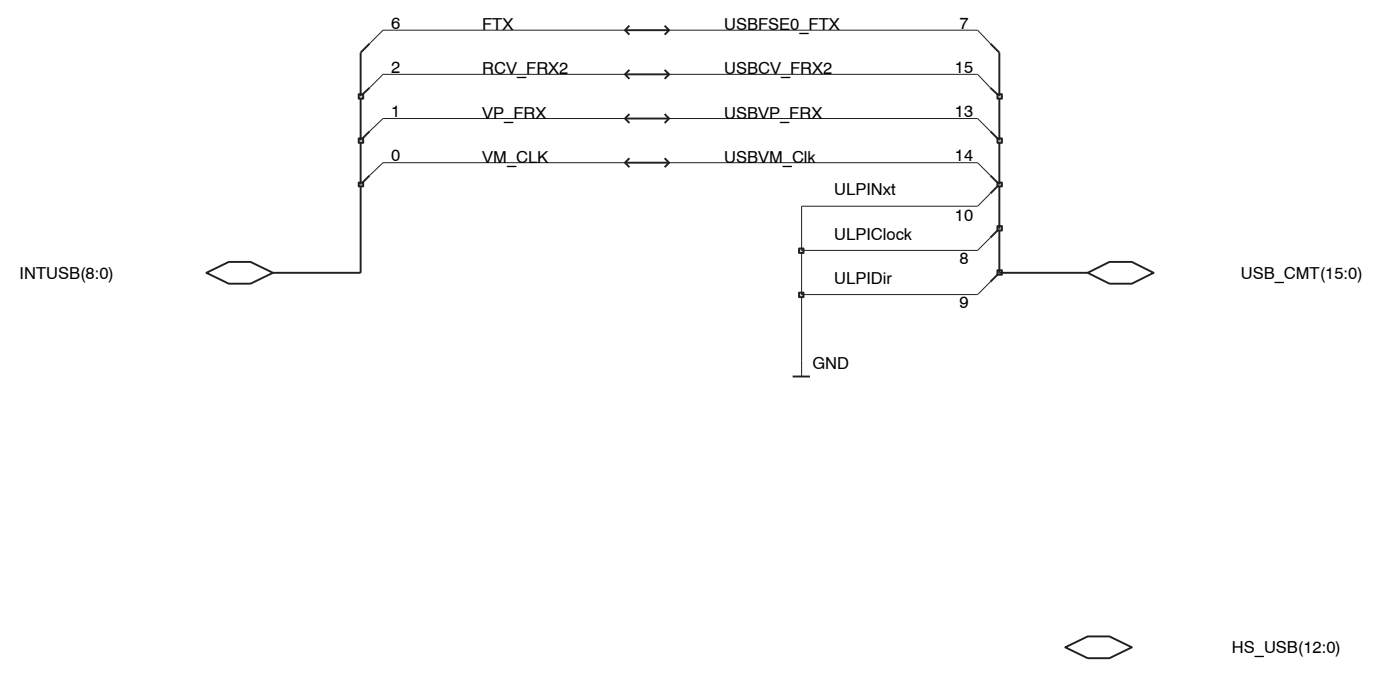 6 FTX USBFSE0_FTX 7
2 RCV_FRX2 USBCV_FRX2 15
1 VP_FRX USBVP_FRX 13
0 VM_CLK USBVM_Clk 14
ULPINxt
10
ULPIClock
8
INTUSB(8:0) ULPIDir USB_CMT(15:0)
9
GND
HS_USB(12:0)